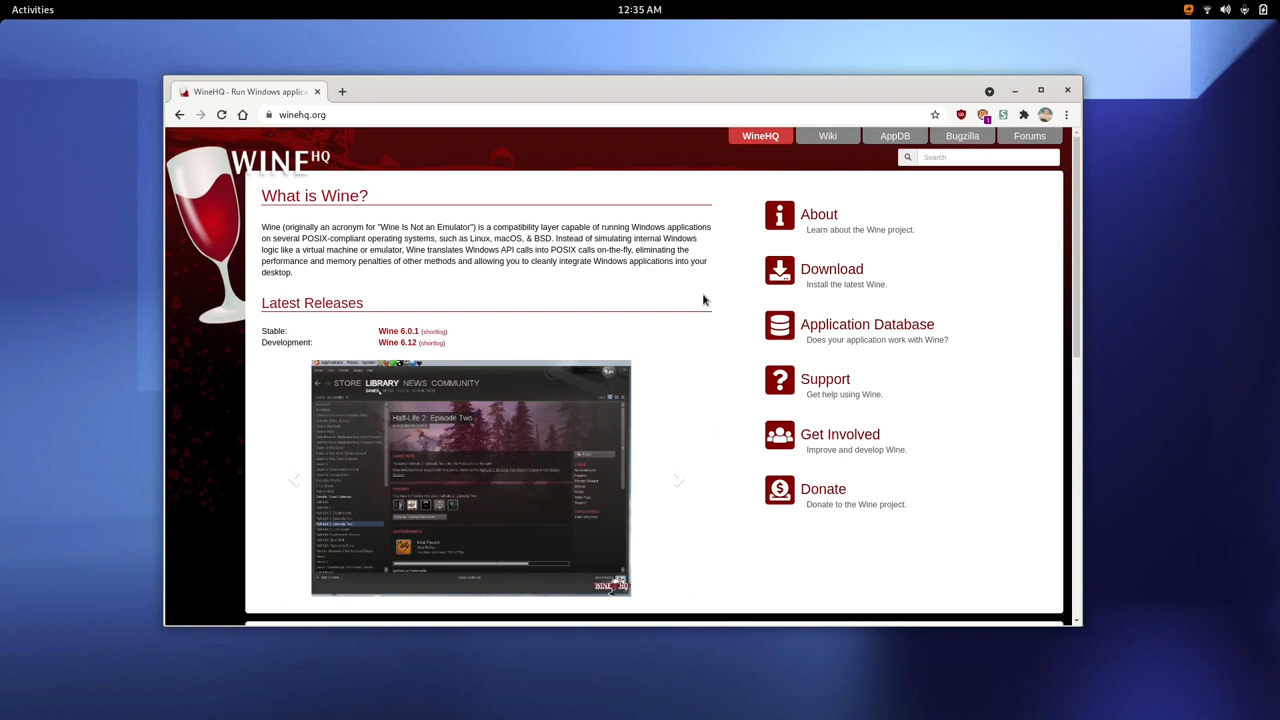 Activities
12:35 AM
WineHQ - Run Windows applica
winehq.org
WineHQ
Wiki
AppDB
Bugzilla
Forums
WINE HQ
Search
What is Wine?
Wine (originally an acronym for "Wine Is Not an Emulator") is a compatibility layer capable of running Windows applications
on several POSIX-compliant operating systems, such as Linux, macOS, & BSD. Instead of simulating internal Windows
logic like a virtual machine or emulator, Wine translates Windows API calls into POSIX calls on-the-fly, eliminating the
performance and memory penalties of other methods and allowing you to cleanly integrate Windows applications into your
desktop.
Latest Releases
Stable: Wine 6.0.1 (shortlog)
Development: Wine 6.12 (shortlog)
STORE LIBRARY NEWS COMMUNITY
Half-Life 2: Episode Two
PLAY
WINE HQ
About
Learn about the Wine project.
Download
Install the latest Wine.
Application Database
Does your application work with Wine?
Support
Get help using Wine.
Get Involved
Improve and develop Wine.
Donate
Donate to the Wine project.